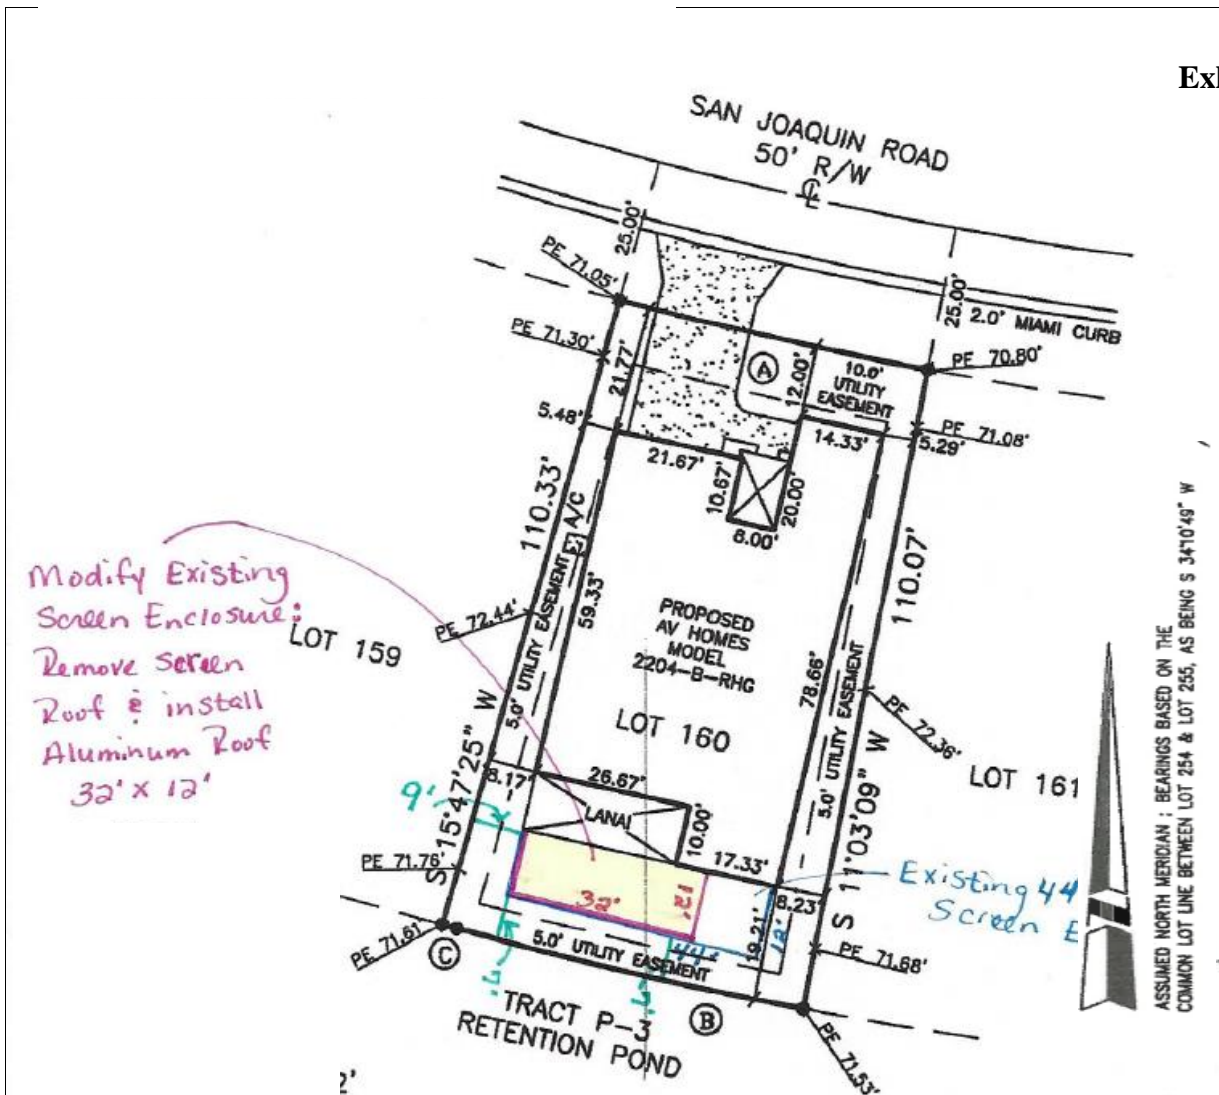 Exl
SAN JOAQUIN ROAD
50' R/W
℄
25.00'
25.00'
2.0' MIAMI CURB
PE 71.05'
PE 71.30'
PE 70.80'
PE 71.08'
21.77'
A
12.00'
10.0'
UTILITY
EASEMENT
5.48'
14.33'
5.29'
21.67'
10.67'
20.00'
8.00'
110.33'
A/C
59.33'
5.0' UTILITY EASEMENT
110.07'
Modify Existing
Screen Enclosure:
Remove screen
Roof & install
Aluminum Roof
32' x 12'
LOT 159
PE 72.44'
PROPOSED
AV HOMES
MODEL
2204-B-RHG
LOT 160
78.66'
5.0' UTILITY EASEMENT
PE 72.36'
LOT 161
S 15°47'25" W
S 11°03'09" W
8.17'
26.67'
LANAI
10.00'
17.33'
9'
PE 71.76'
32'
12'
Existing 44
Screen E
8.23'
19.21'
12'
44'
PE 71.61'
5.0' UTILITY EASEMENT
PE 71.68'
C
B
7'
7'
TRACT P-3
RETENTION POND
PE 71.53'
2'
ASSUMED NORTH MERIDIAN ; BEARINGS BASED ON THE
COMMON LOT LINE BETWEEN LOT 254 & LOT 255, AS BEING S 34°10'49" W